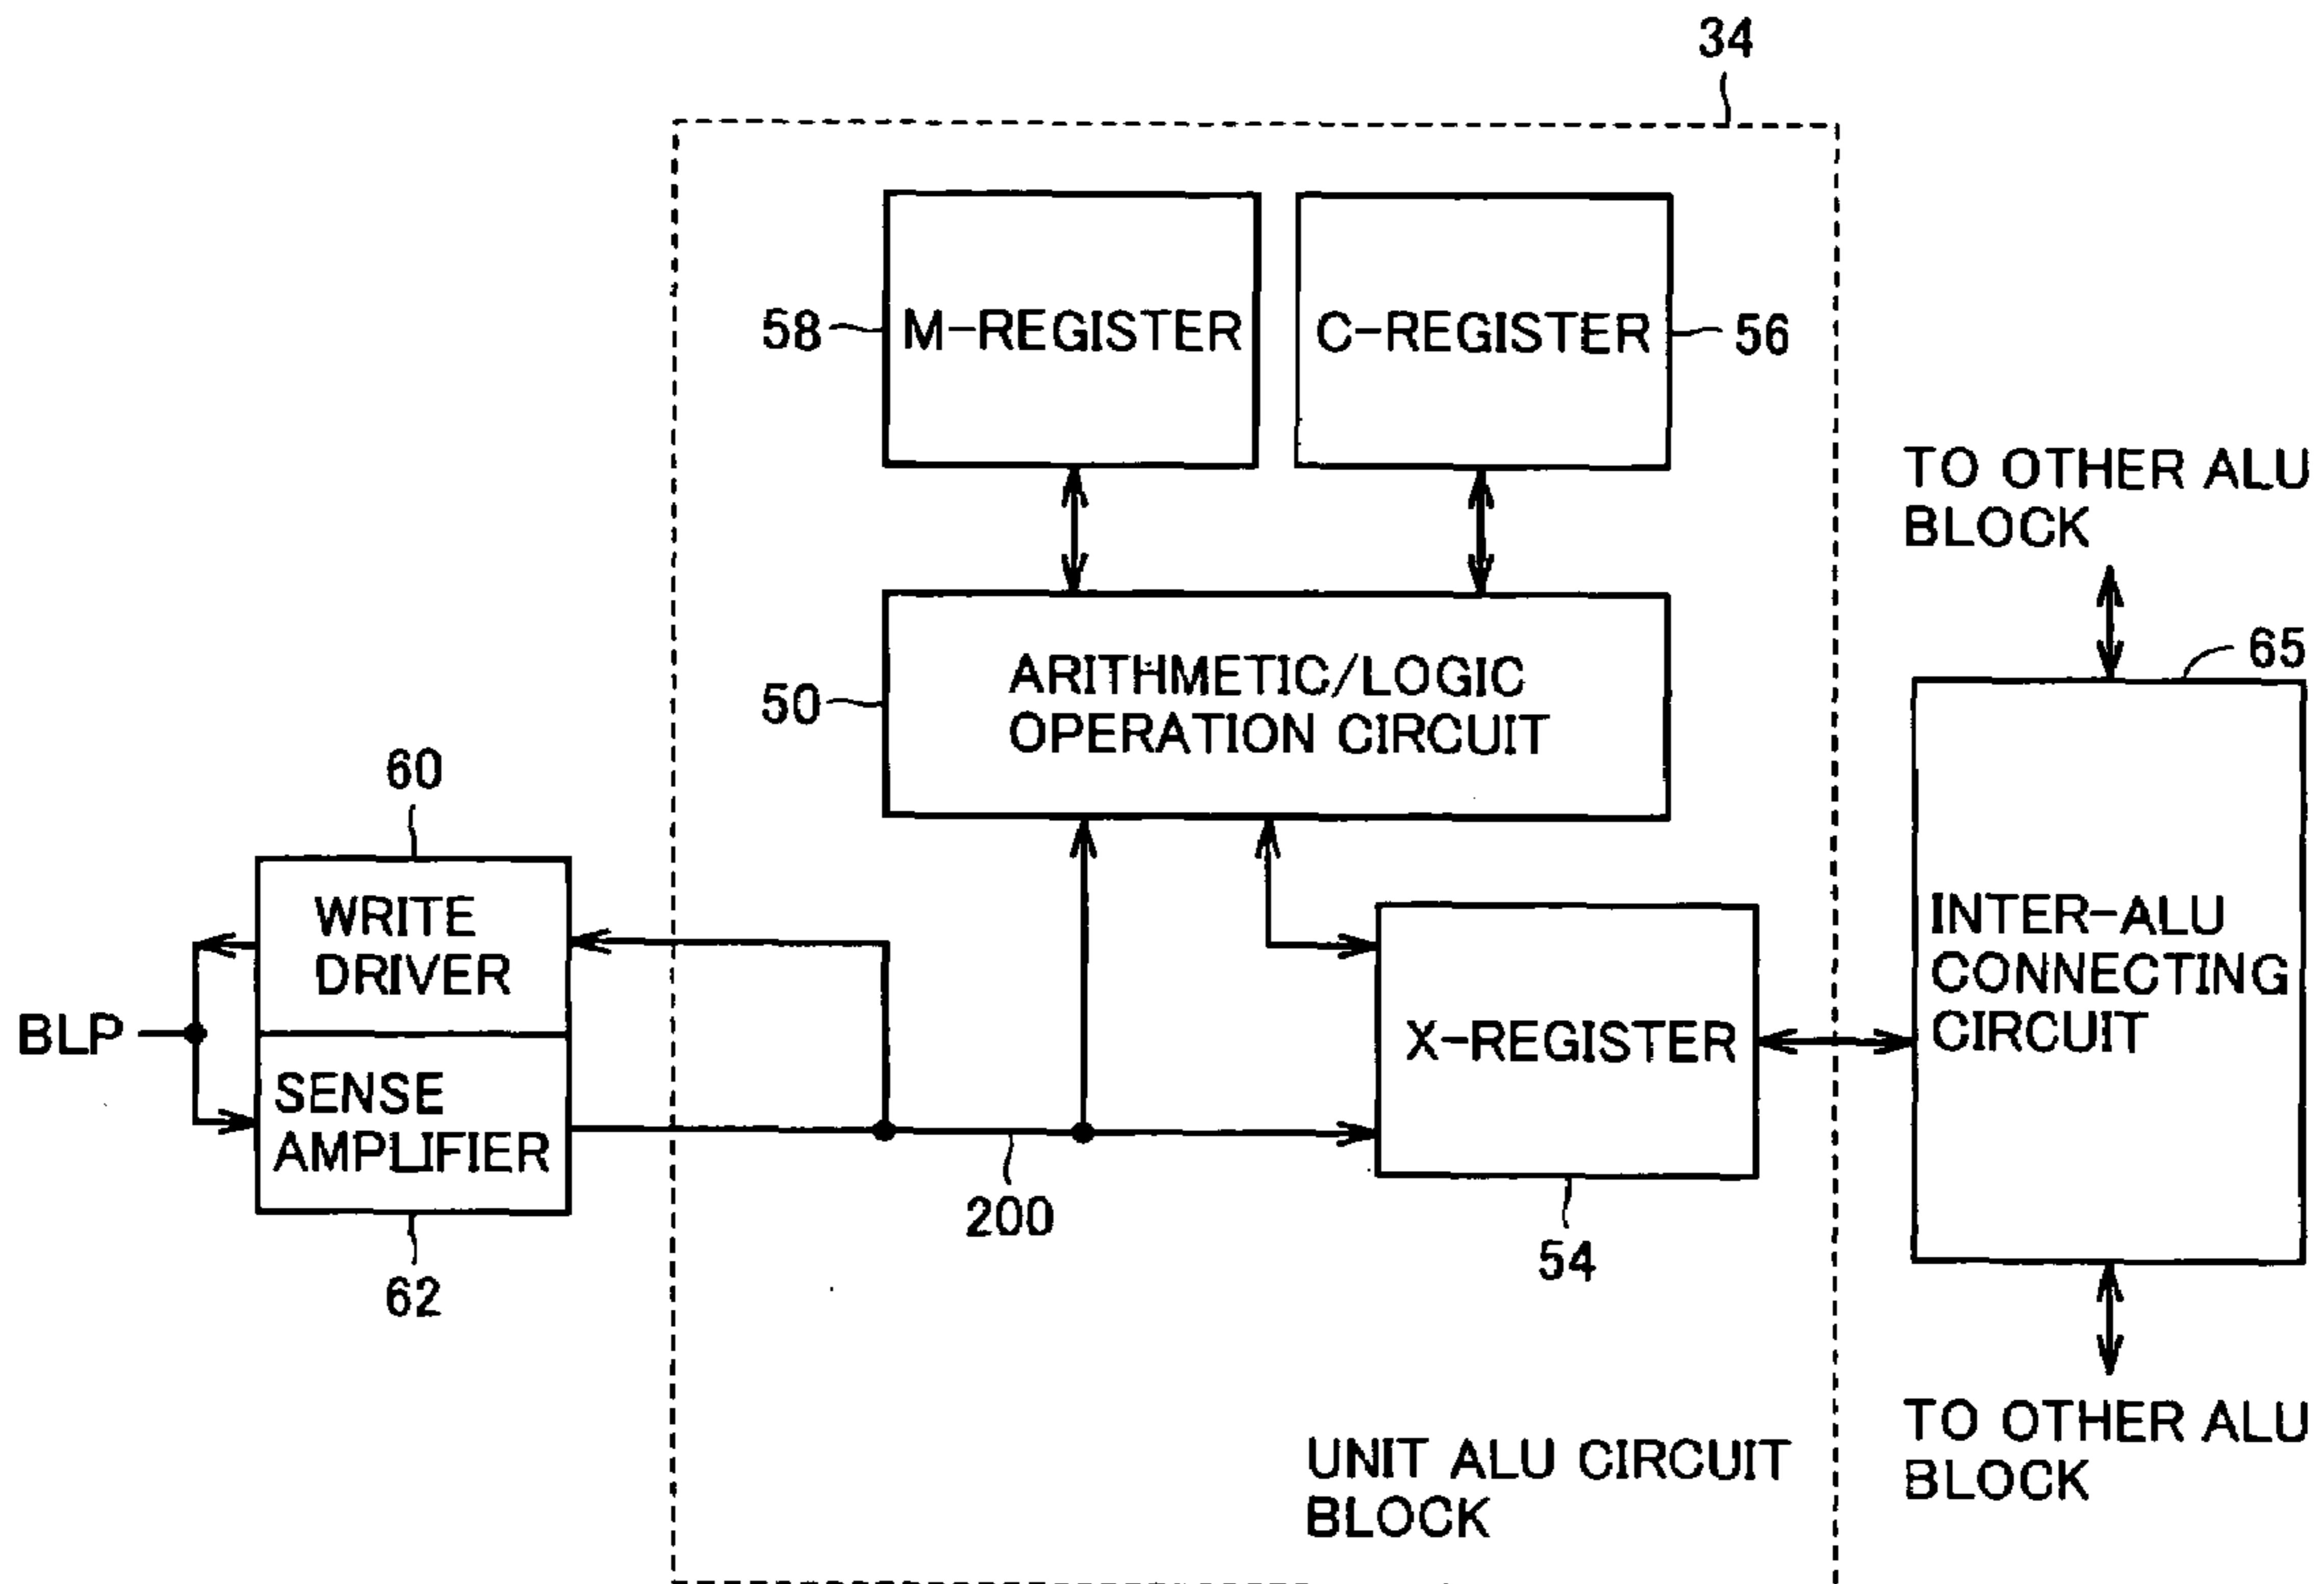 34
58
M-REGISTER
C-REGISTER
56
TO OTHER ALU
BLOCK
50
ARITHMETIC/LOGIC
OPERATION CIRCUIT
65
60
WRITE
DRIVER
BLP
SENSE
AMPLIFIER
62
200
X-REGISTER
54
INTER-ALU
CONNECTING
CIRCUIT
TO OTHER ALU
BLOCK
UNIT ALU CIRCUIT
BLOCK